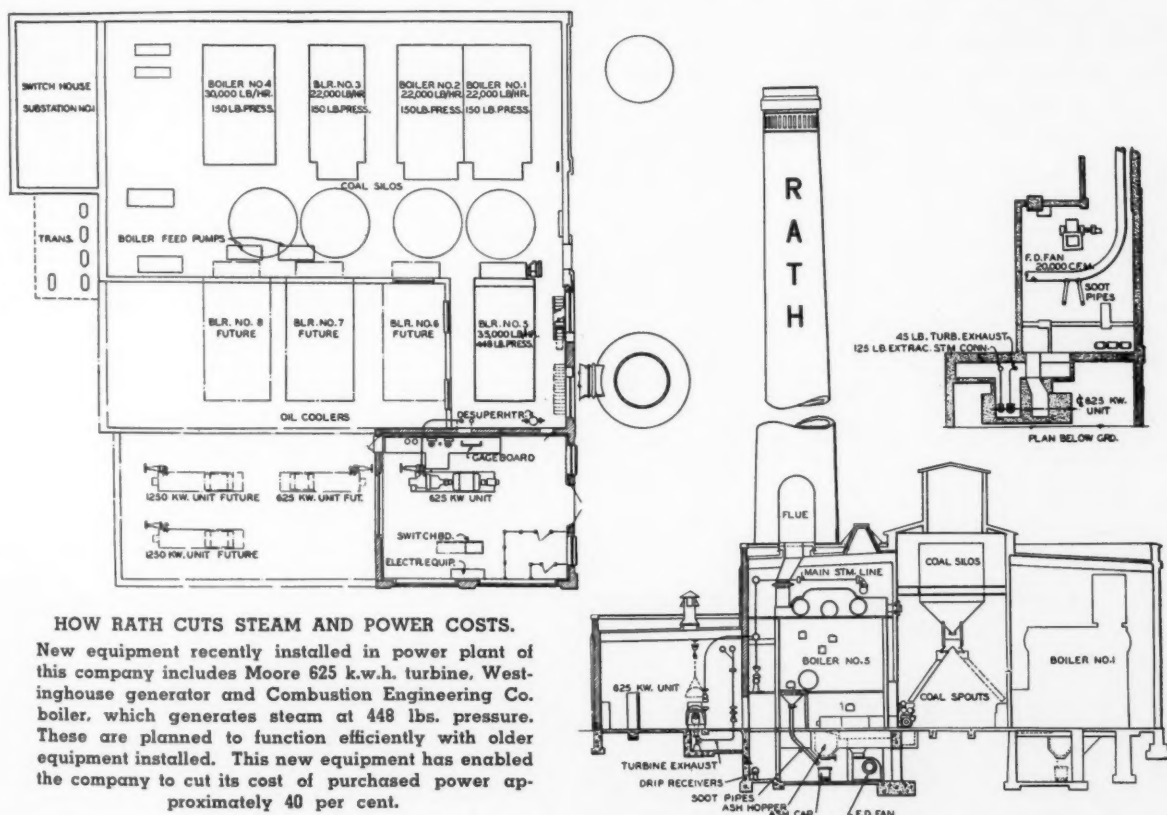 SWITCH HOUSE
SUBSTATION NO.1
BOILER NO.4
30,000 LB/HR.
150 LB.PRESS.
BLR. NO.3
22,000 LB/HR
150 LB.PRESS.
BOILER NO.2
22,000 LB/HR
150 LB.PRESS.
BOILER NO.1
22,000 LB/HR.
150 LB.PRESS.
COAL SILOS
TRANS.
BOILER FEED PUMPS
BLR. NO. 8
FUTURE
BLR. NO.7
FUTURE
BLR. NO.6
FUTURE
BLR. NO.5
35,000 LB/HR.
448 LB.PRESS.
OIL COOLERS
DESUPERHTR.
GAGEBOARD
1250 KW. UNIT FUTURE
625 KW. UNIT FUT.
625 KW UNIT
1250 KW. UNIT FUTURE
SWITCH BD.
ELECTR. EQUIP.
RATH
F.D. FAN
20,000 C.F.M.
SOOT
PIPES
45 LB. TURB. EXHAUST
125 LB. EXTRAC. STM CONN.
℄ 625 KW.
UNIT
PLAN BELOW GRD.
FLUE
MAIN STM. LINE
COAL SILOS
BOILER NO.5
BOILER NO.1
625 KW. UNIT
COAL SPOUTS
TURBINE EXHAUST
DRIP RECEIVERS
SOOT PIPES
ASH HOPPER
ASH CAR
F.D. FAN
HOW RATH CUTS STEAM AND POWER COSTS.
New equipment recently installed in power plant of
this company includes Moore 625 k.w.h. turbine, West-
inghouse generator and Combustion Engineering Co.
boiler, which generates steam at 448 lbs. pressure.
These are planned to function efficiently with older
equipment installed. This new equipment has enabled
the company to cut its cost of purchased power ap-
proximately 40 per cent.